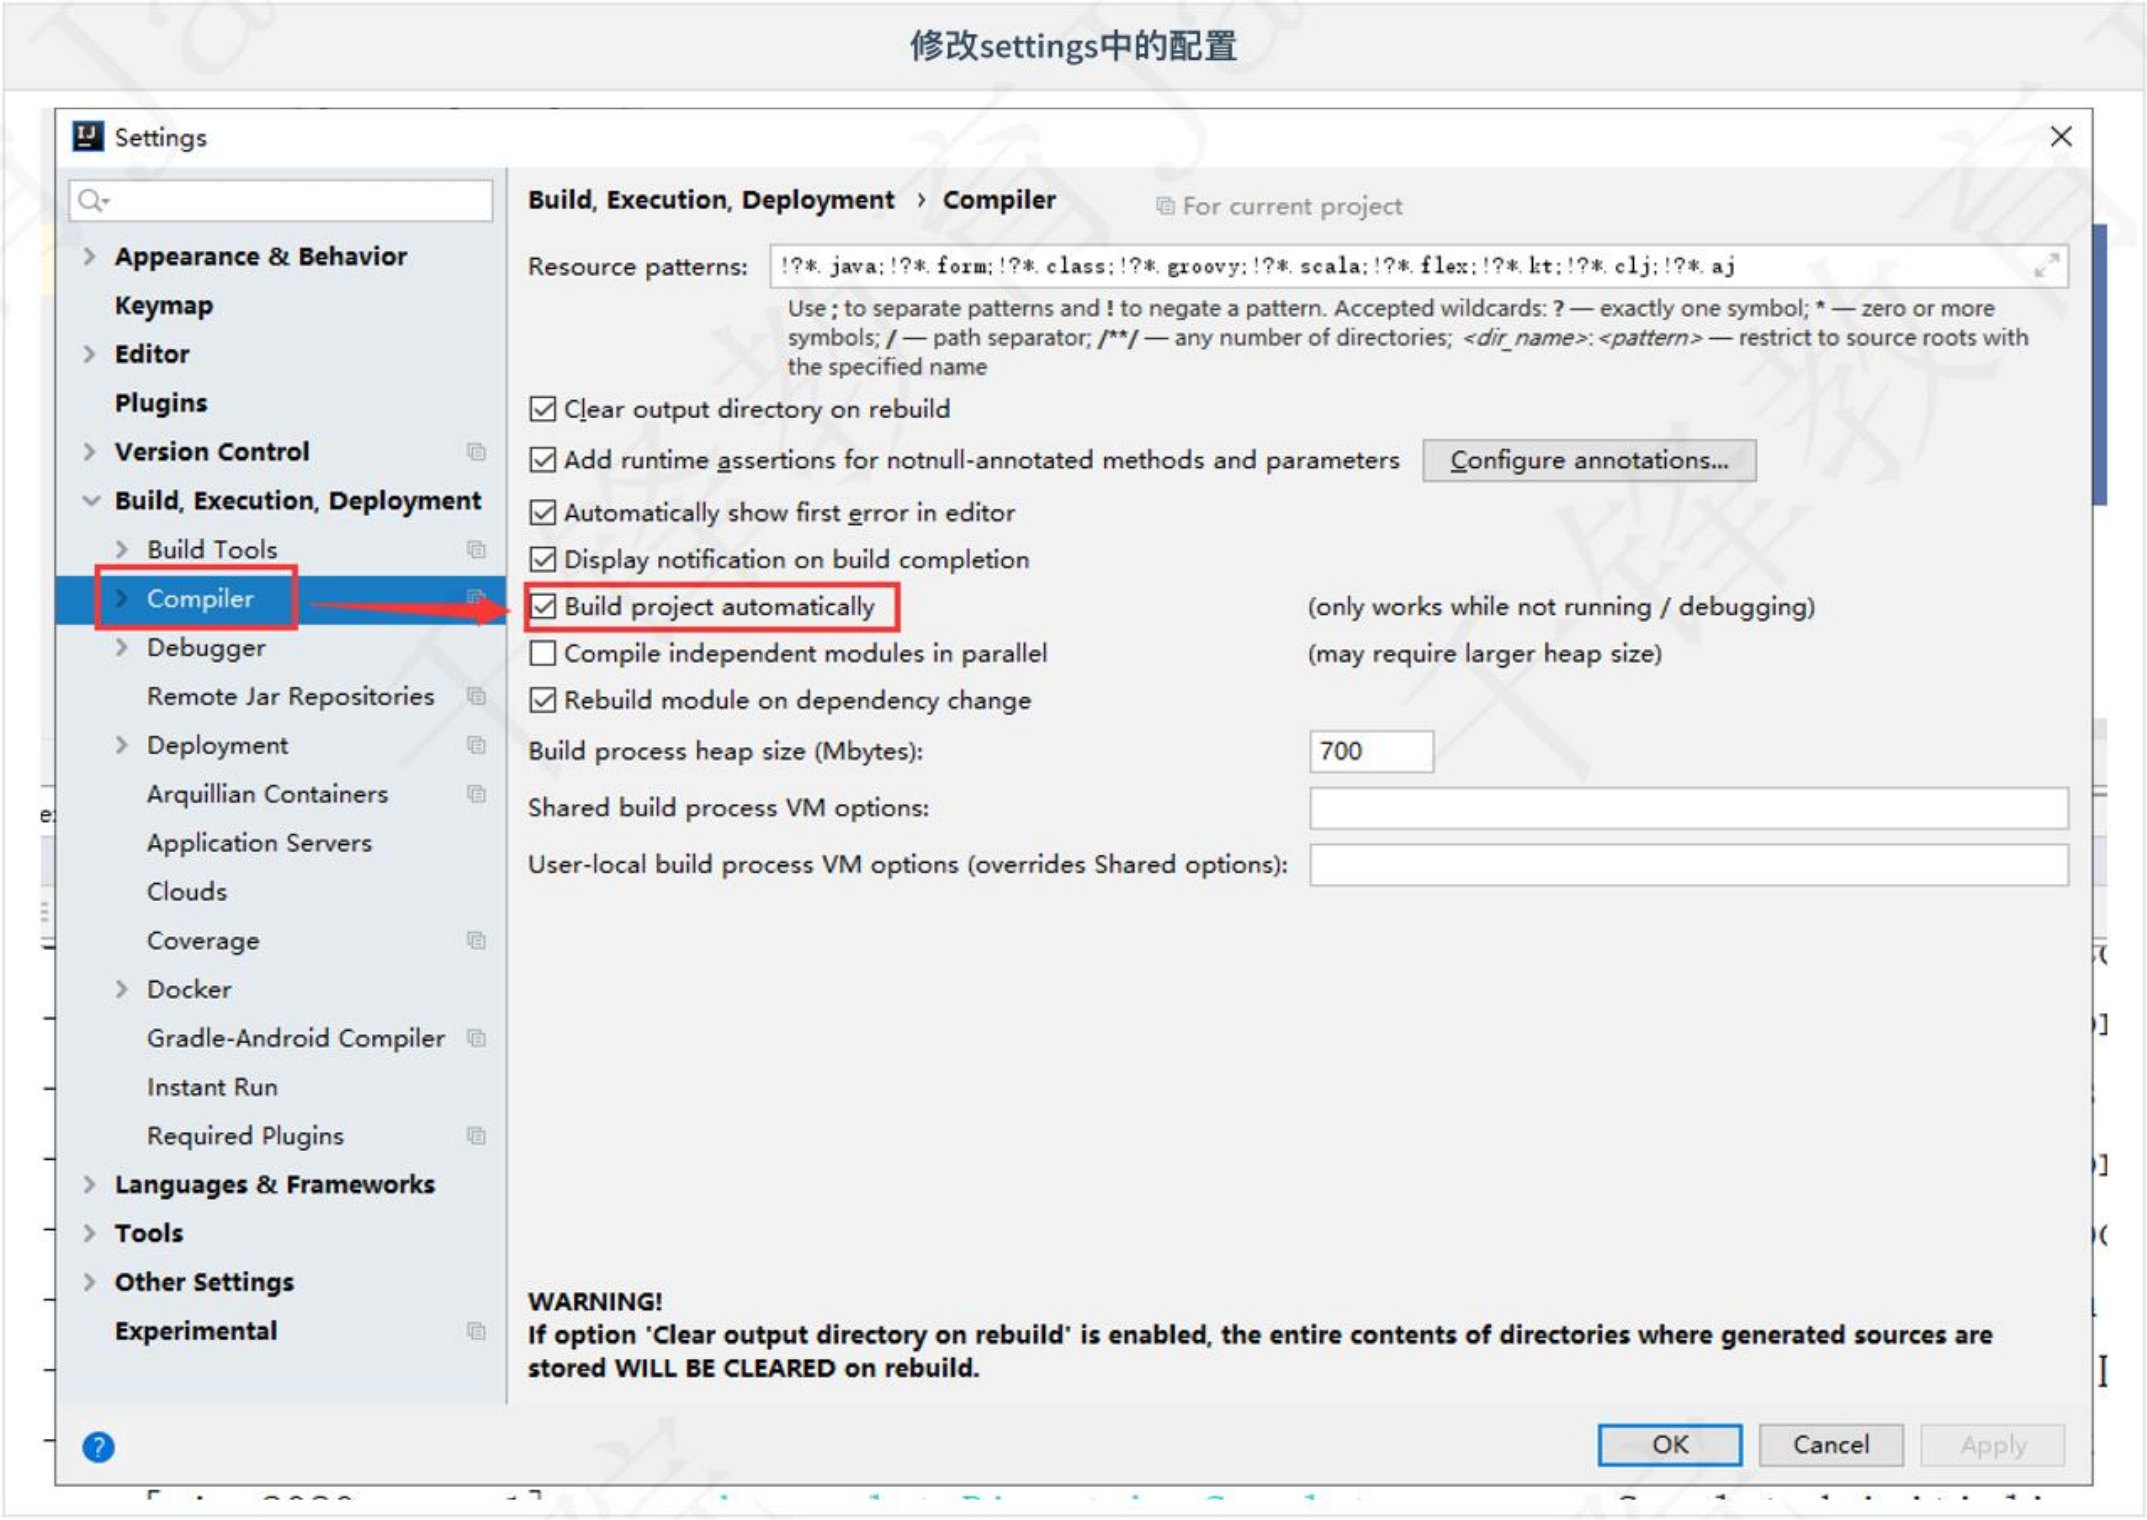 修改settings中的配置
Settings
Appearance & Behavior
Keymap
Editor
Plugins
Version Control
Build, Execution, Deployment
Build Tools
Compiler
Debugger
Remote Jar Repositories
Deployment
Arquillian Containers
Application Servers
Clouds
Coverage
Docker
Gradle-Android Compiler
Instant Run
Required Plugins
Languages & Frameworks
Tools
Other Settings
Experimental
Build, Execution, Deployment › Compiler
For current project
Resource patterns: !?*.java;!?*.form;!?*.class;!?*.groovy;!?*.scala;!?*.flex;!?*.kt;!?*.clj;!?*.aj
Use ; to separate patterns and ! to negate a pattern. Accepted wildcards: ? — exactly one symbol; * — zero or more
symbols; / — path separator; /**/ — any number of directories; <dir_name>:<pattern> — restrict to source roots with
the specified name
Clear output directory on rebuild
Add runtime assertions for notnull-annotated methods and parameters Configure annotations...
Automatically show first error in editor
Display notification on build completion
Build project automatically (only works while not running / debugging)
Compile independent modules in parallel (may require larger heap size)
Rebuild module on dependency change
Build process heap size (Mbytes): 700
Shared build process VM options:
User-local build process VM options (overrides Shared options):
WARNING!
If option 'Clear output directory on rebuild' is enabled, the entire contents of directories where generated sources are
stored WILL BE CLEARED on rebuild.
?
OK Cancel Apply
千锋教育Ja
千锋教育